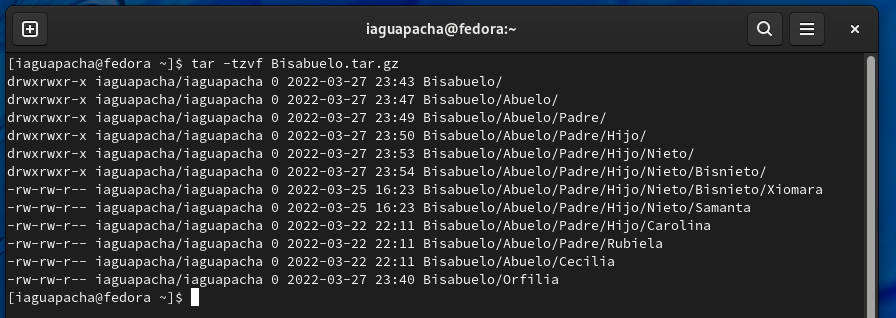 iaguapacha@fedora:~
[iaguapacha@fedora ~]$ tar -tzvf Bisabuelo.tar.gz
drwxrwxr-x iaguapacha/iaguapacha 0 2022-03-27 23:43 Bisabuelo/
drwxrwxr-x iaguapacha/iaguapacha 0 2022-03-27 23:47 Bisabuelo/Abuelo/
drwxrwxr-x iaguapacha/iaguapacha 0 2022-03-27 23:49 Bisabuelo/Abuelo/Padre/
drwxrwxr-x iaguapacha/iaguapacha 0 2022-03-27 23:50 Bisabuelo/Abuelo/Padre/Hijo/
drwxrwxr-x iaguapacha/iaguapacha 0 2022-03-27 23:53 Bisabuelo/Abuelo/Padre/Hijo/Nieto/
drwxrwxr-x iaguapacha/iaguapacha 0 2022-03-27 23:54 Bisabuelo/Abuelo/Padre/Hijo/Nieto/Bisnieto/
-rw-rw-r-- iaguapacha/iaguapacha 0 2022-03-25 16:23 Bisabuelo/Abuelo/Padre/Hijo/Nieto/Bisnieto/Xiomara
-rw-rw-r-- iaguapacha/iaguapacha 0 2022-03-25 16:23 Bisabuelo/Abuelo/Padre/Hijo/Nieto/Samanta
-rw-rw-r-- iaguapacha/iaguapacha 0 2022-03-22 22:11 Bisabuelo/Abuelo/Padre/Hijo/Carolina
-rw-rw-r-- iaguapacha/iaguapacha 0 2022-03-22 22:11 Bisabuelo/Abuelo/Padre/Rubiela
-rw-rw-r-- iaguapacha/iaguapacha 0 2022-03-22 22:11 Bisabuelo/Abuelo/Cecilia
-rw-rw-r-- iaguapacha/iaguapacha 0 2022-03-27 23:40 Bisabuelo/Orfilia
[iaguapacha@fedora ~]$